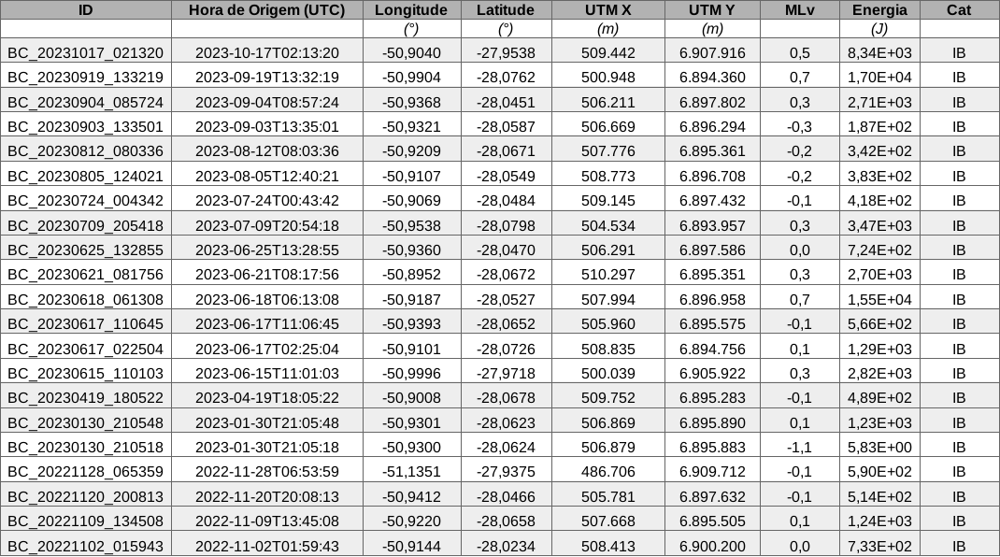 ID Hora de Origem (UTC) Longitude Latitude UTM X UTM Y MLv Energia Cat
(°) (°) (m) (m) (J)
BC_20231017_021320 2023-10-17T02:13:20 -50,9040 -27,9538 509.442 6.907.916 0,5 8,34E+03 IB
BC_20230919_133219 2023-09-19T13:32:19 -50,9904 -28,0762 500.948 6.894.360 0,7 1,70E+04 IB
BC_20230904_085724 2023-09-04T08:57:24 -50,9368 -28,0451 506.211 6.897.802 0,3 2,71E+03 IB
BC_20230903_133501 2023-09-03T13:35:01 -50,9321 -28,0587 506.669 6.896.294 -0,3 1,87E+02 IB
BC_20230812_080336 2023-08-12T08:03:36 -50,9209 -28,0671 507.776 6.895.361 -0,2 3,42E+02 IB
BC_20230805_124021 2023-08-05T12:40:21 -50,9107 -28,0549 508.773 6.896.708 -0,2 3,83E+02 IB
BC_20230724_004342 2023-07-24T00:43:42 -50,9069 -28,0484 509.145 6.897.432 -0,1 4,18E+02 IB
BC_20230709_205418 2023-07-09T20:54:18 -50,9538 -28,0798 504.534 6.893.957 0,3 3,47E+03 IB
BC_20230625_132855 2023-06-25T13:28:55 -50,9360 -28,0470 506.291 6.897.586 0,0 7,24E+02 IB
BC_20230621_081756 2023-06-21T08:17:56 -50,8952 -28,0672 510.297 6.895.351 0,3 2,70E+03 IB
BC_20230618_061308 2023-06-18T06:13:08 -50,9187 -28,0527 507.994 6.896.958 0,7 1,55E+04 IB
BC_20230617_110645 2023-06-17T11:06:45 -50,9393 -28,0652 505.960 6.895.575 -0,1 5,66E+02 IB
BC_20230617_022504 2023-06-17T02:25:04 -50,9101 -28,0726 508.835 6.894.756 0,1 1,29E+03 IB
BC_20230615_110103 2023-06-15T11:01:03 -50,9996 -27,9718 500.039 6.905.922 0,3 2,82E+03 IB
BC_20230419_180522 2023-04-19T18:05:22 -50,9008 -28,0678 509.752 6.895.283 -0,1 4,89E+02 IB
BC_20230130_210548 2023-01-30T21:05:48 -50,9301 -28,0623 506.869 6.895.890 0,1 1,23E+03 IB
BC_20230130_210518 2023-01-30T21:05:18 -50,9300 -28,0624 506.879 6.895.883 -1,1 5,83E+00 IB
BC_20221128_065359 2022-11-28T06:53:59 -51,1351 -27,9375 486.706 6.909.712 -0,1 5,90E+02 IB
BC_20221120_200813 2022-11-20T20:08:13 -50,9412 -28,0466 505.781 6.897.632 -0,1 5,14E+02 IB
BC_20221109_134508 2022-11-09T13:45:08 -50,9220 -28,0658 507.668 6.895.505 0,1 1,24E+03 IB
BC_20221102_015943 2022-11-02T01:59:43 -50,9144 -28,0234 508.413 6.900.200 0,0 7,33E+02 IB